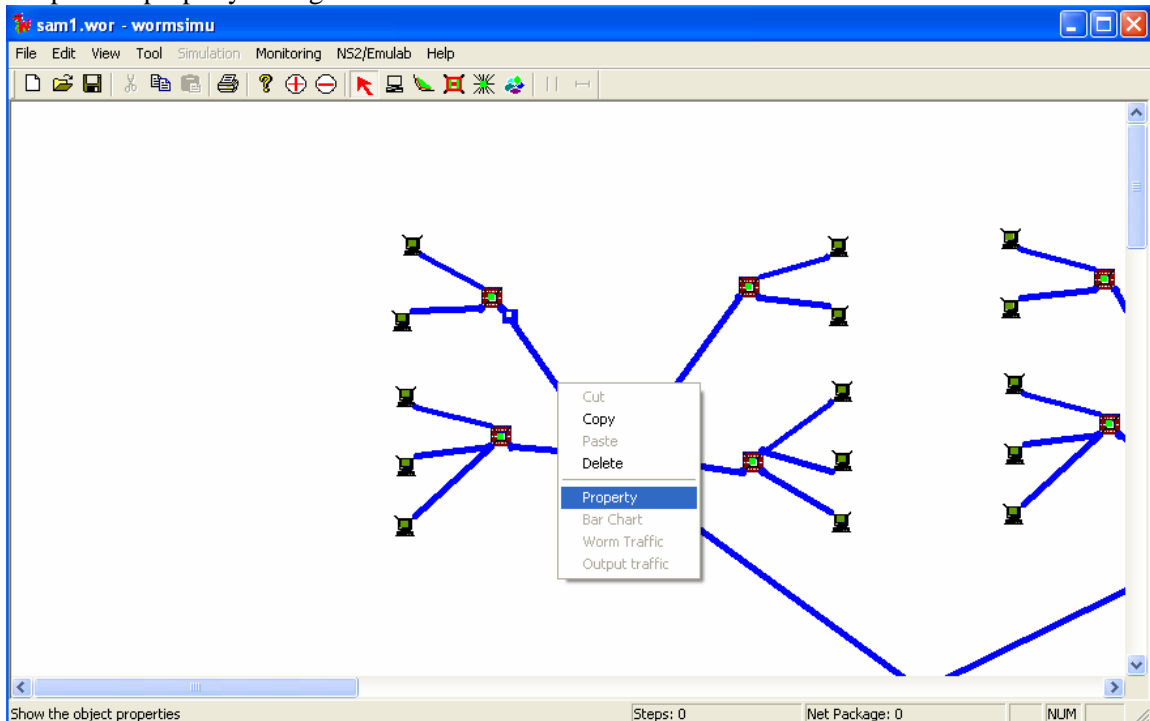 sam1.wor - wormsimu
File Edit View Tool Simulation Monitoring NS2/Emulab Help
Cut
Copy
Paste
Delete
Property
Bar Chart
Worm Traffic
Output traffic
Show the object properties Steps: 0 Net Package: 0 NUM